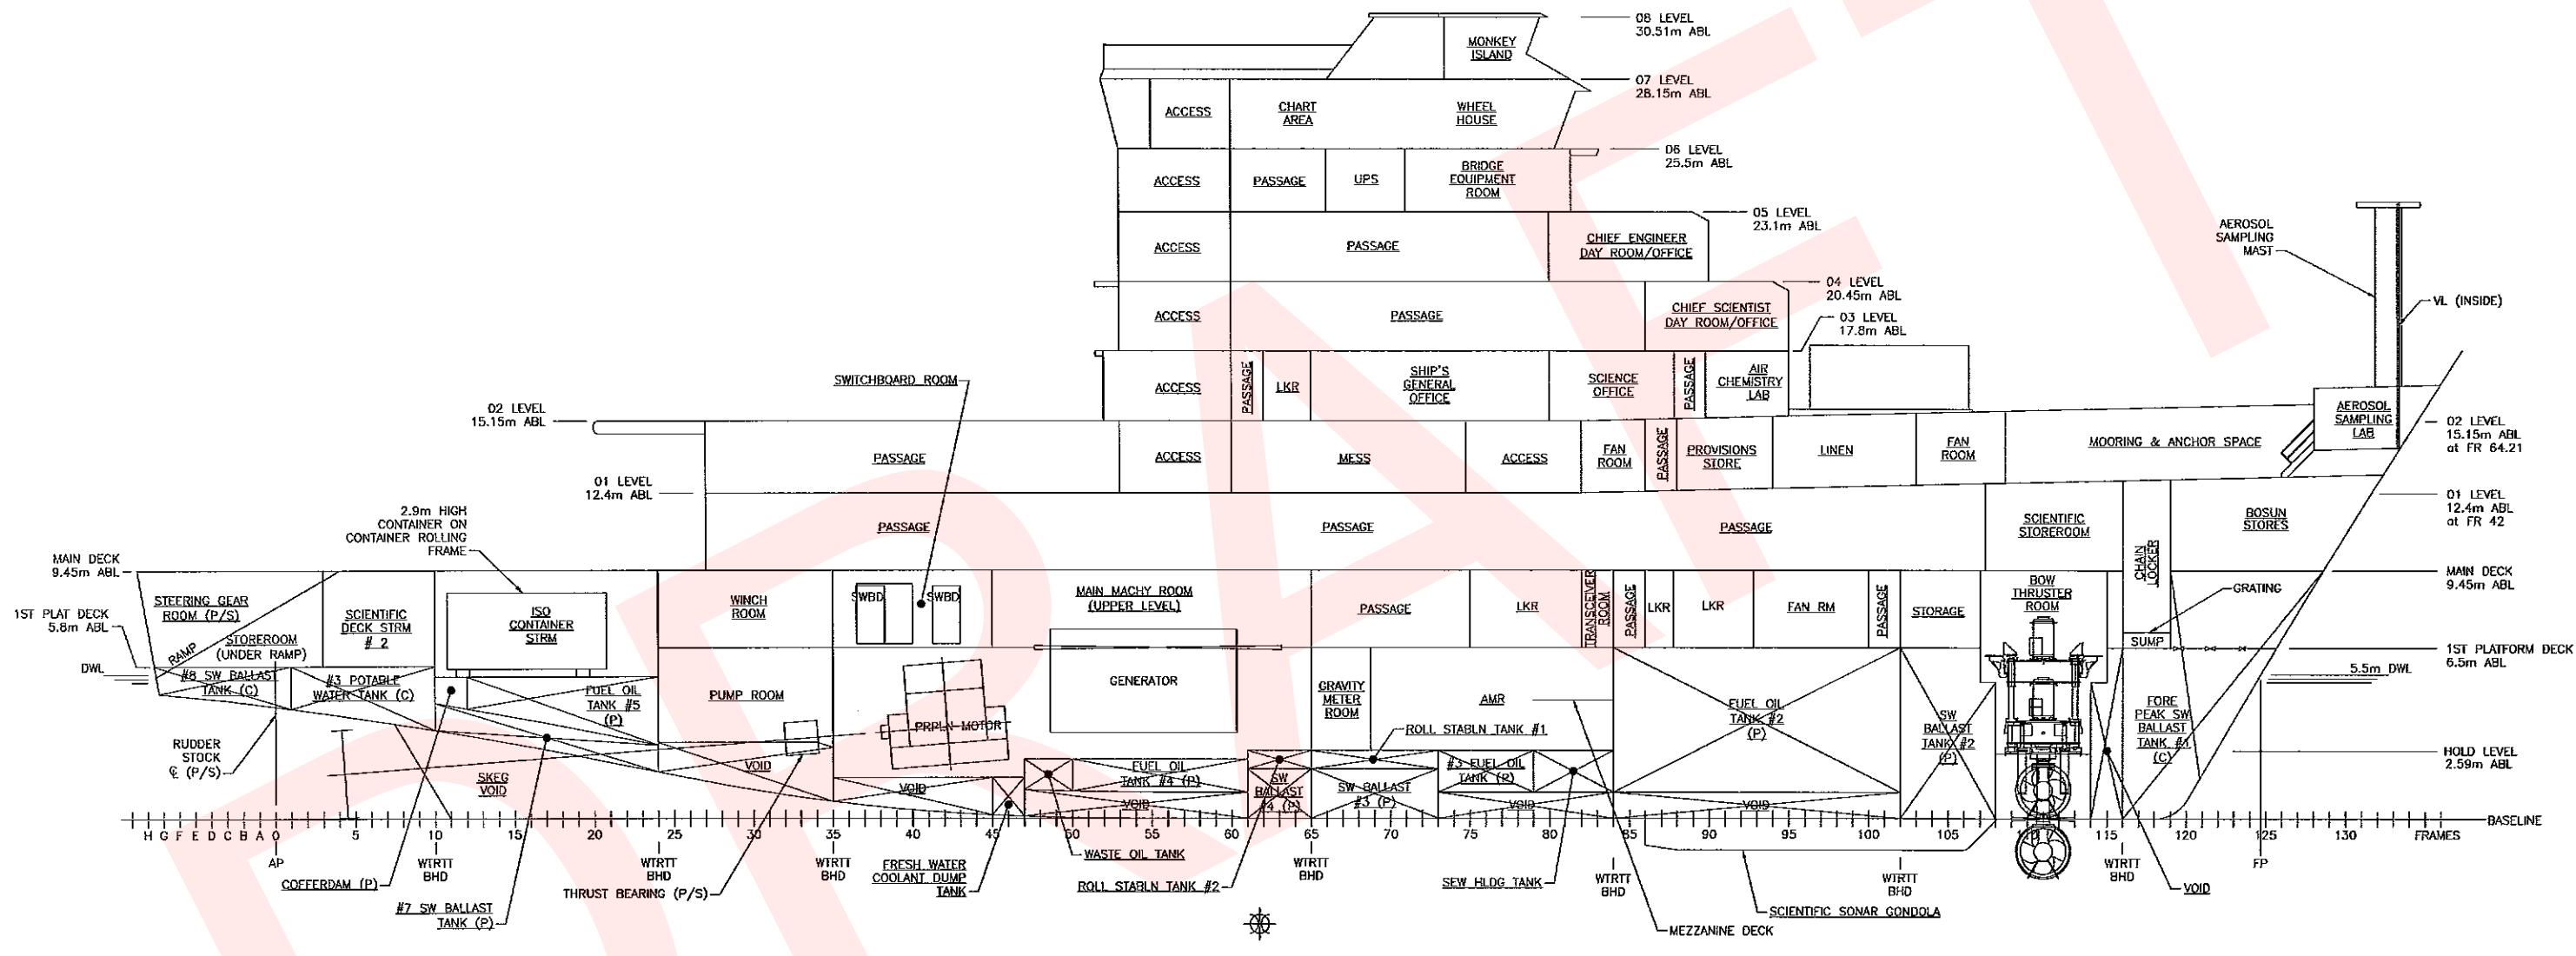 DRAFT
08 LEVEL
30.51m ABL
MONKEY
ISLAND
07 LEVEL
28.15m ABL
ACCESS
CHART
AREA
WHEEL
HOUSE
06 LEVEL
25.5m ABL
ACCESS
PASSAGE
UPS
BRIDGE
EQUIPMENT
ROOM
05 LEVEL
23.1m ABL
ACCESS
PASSAGE
CHIEF ENGINEER
DAY ROOM/OFFICE
AEROSOL
SAMPLING
MAST
04 LEVEL
20.45m ABL
ACCESS
PASSAGE
CHIEF SCIENTIST
DAY ROOM/OFFICE
VL (INSIDE)
03 LEVEL
17.8m ABL
SWITCHBOARD ROOM
ACCESS
PASSAGE
LKR
SHIP'S
GENERAL
OFFICE
SCIENCE
OFFICE
PASSAGE
AIR
CHEMISTRY
LAB
02 LEVEL
15.15m ABL
AEROSOL
SAMPLING
LAB
02 LEVEL
15.15m ABL
at FR 64.21
PASSAGE
ACCESS
MESS
ACCESS
FAN
ROOM
PASSAGE
PROVISIONS
STORE
LINEN
FAN
ROOM
MOORING & ANCHOR SPACE
01 LEVEL
12.4m ABL
01 LEVEL
12.4m ABL
at FR 42
2.9m HIGH
CONTAINER ON
CONTAINER ROLLING
FRAME
PASSAGE
PASSAGE
PASSAGE
SCIENTIFIC
STOREROOM
CHAIN
LOCKER
BOSUN
STORES
MAIN DECK
9.45m ABL
MAIN DECK
9.45m ABL
STEERING GEAR
ROOM (P/S)
RAMP
STOREROOM
(UNDER RAMP)
SCIENTIFIC
DECK STRM
# 2
ISO
CONTAINER
STRM
WINCH
ROOM
SWBD
SWBD
MAIN MACHY ROOM
(UPPER LEVEL)
PASSAGE
LKR
TRANSCEIVER
ROOM
PASSAGE
LKR
LKR
FAN RM
PASSAGE
STORAGE
BOW
THRUSTER
ROOM
GRATING
SUMP
1ST PLAT DECK
5.8m ABL
1ST PLATFORM DECK
6.5m ABL
DWL
5.5m DWL
#8 SW BALLAST
TANK (C)
#3 POTABLE
WATER TANK (C)
FUEL OIL
TANK #5
(P)
PUMP ROOM
PRPLN MOTOR
GENERATOR
GRAVITY
METER
ROOM
AMR
FUEL OIL
TANK #2
(P)
SW
BALLAST
TANK #2
(P)
FORE
PEAK SW
BALLAST
TANK #1
(C)
ROLL STABLN TANK #1
RUDDER
STOCK
℄ (P/S)
HOLD LEVEL
2.59m ABL
SKEG
VOID
VOID
VOID
FUEL OIL
TANK #4 (P)
VOID
SW
BALLAST
#4 (P)
SW BALLAST
#3 (P)
#3 FUEL OIL
TANK (P)
VOID
VOID
BASELINE
H G F E D C B A 0 5 10 15 20 25 30 35 40 45 50 55 60 65 70 75 80 85 90 95 100 105 110 115 120 125 130 FRAMES
AP
WTRTT
BHD
WTRTT
BHD
WTRTT
BHD
WTRTT
BHD
WTRTT
BHD
WTRTT
BHD
WTRTT
BHD
FP
COFFERDAM (P)
#7 SW BALLAST
TANK (P)
THRUST BEARING (P/S)
FRESH WATER
COOLANT DUMP
TANK
WASTE OIL TANK
ROLL STABLN TANK #2
SEW HLDG TANK
MEZZANINE DECK
SCIENTIFIC SONAR GONDOLA
VOID